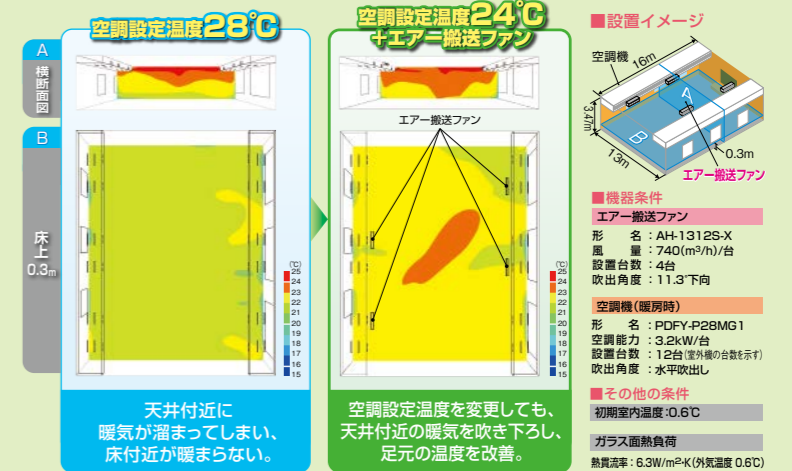 空調設定温度28℃
空調設定温度24℃
+エアー搬送ファン
A
横断面図
B
床上
0.3m
エアー搬送ファン
(℃)
25
24
23
22
21
20
19
18
17
16
15
(℃)
25
24
23
22
21
20
19
18
17
16
15
天井付近に
暖気が溜まってしまい、
床付近が暖まらない。
空調設定温度を変更しても、
天井付近の暖気を吹き下ろし、
足元の温度を改善。
■設置イメージ
空調機
16m
3.47m
A
B
13m
0.3m
エアー搬送ファン
■機器条件
エアー搬送ファン
形 名:AH-1312S-X
風 量:740(m³/h)/台
設置台数:4台
吹出角度:11.3°下向
空調機(暖房時)
形 名:PDFY-P28MG1
空調能力:3.2kW/台
設置台数:12台(室外機の台数を示す)
吹出角度:水平吹出し
■その他の条件
初期室内温度:0.6℃
ガラス面熱負荷
熱貫流率:6.3W/m²・K(外気温度 0.6℃)